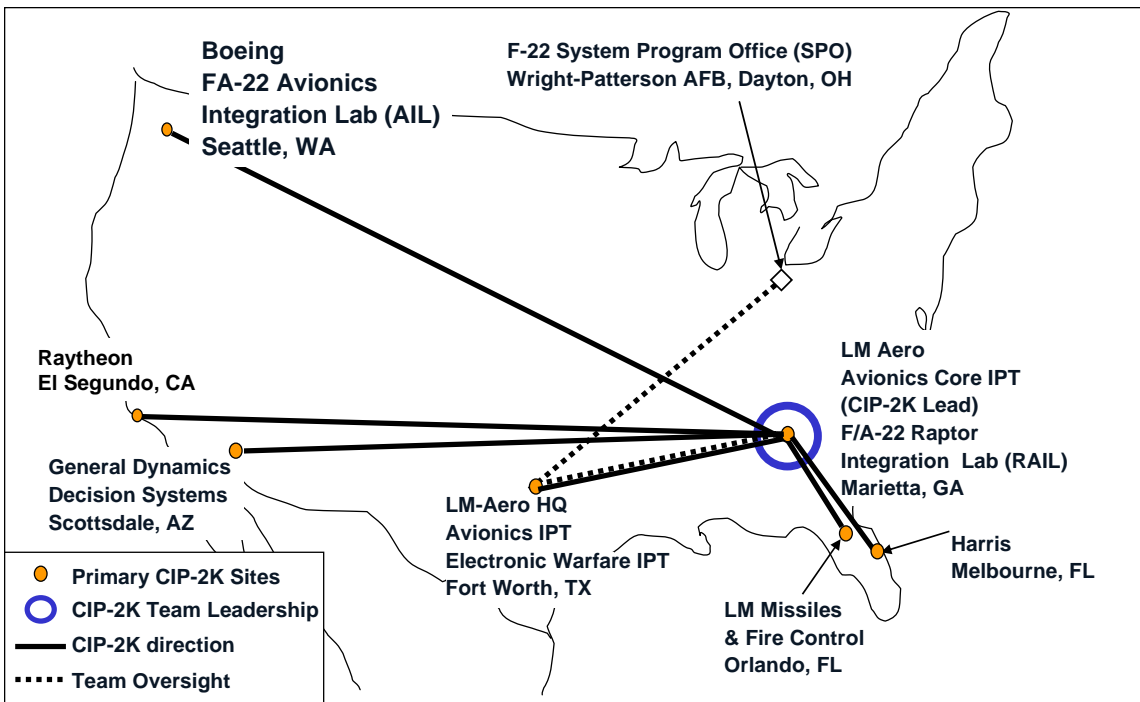 Boeing
FA-22 Avionics
Integration Lab (AIL)
Seattle, WA
F-22 System Program Office (SPO)
Wright-Patterson AFB, Dayton, OH
Raytheon
El Segundo, CA
General Dynamics
Decision Systems
Scottsdale, AZ
LM-Aero HQ
Avionics IPT
Electronic Warfare IPT
Fort Worth, TX
LM Aero
Avionics Core IPT
(CIP-2K Lead)
F/A-22 Raptor
Integration Lab (RAIL)
Marietta, GA
Harris
Melbourne, FL
LM Missiles
& Fire Control
Orlando, FL
Primary CIP-2K Sites
CIP-2K Team Leadership
CIP-2K direction
Team Oversight